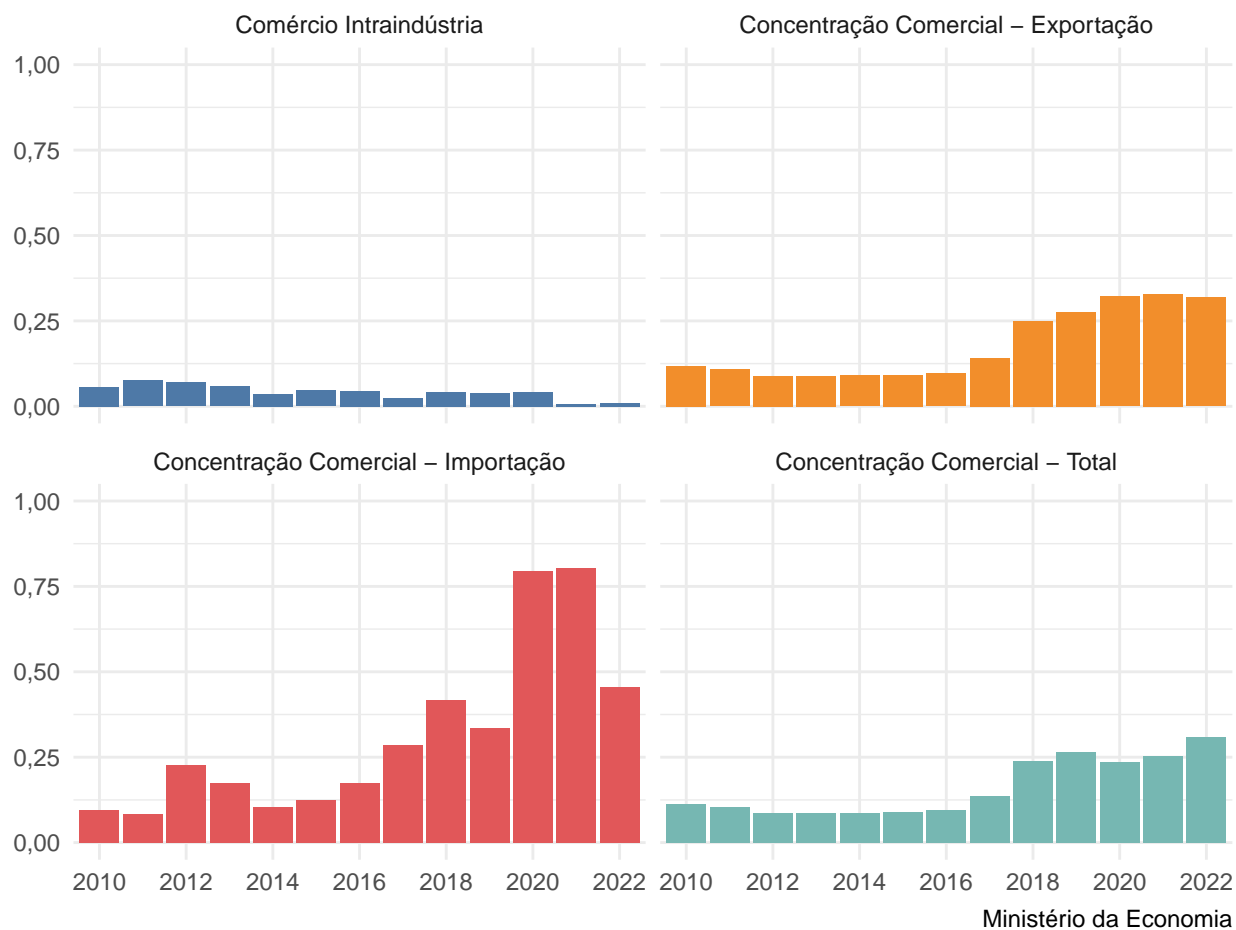 Comércio Intraindústria
Concentração Comercial – Exportação
1,00
0,75
0,50
0,25
0,00
Concentração Comercial – Importação
Concentração Comercial – Total
1,00
0,75
0,50
0,25
0,00
2010 2012 2014 2016 2018 2020 2022
2010 2012 2014 2016 2018 2020 2022
Ministério da Economia